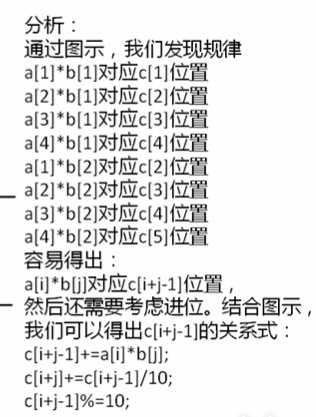 分析：
通过图示，我们发现规律
a[1]*b[1]对应c[1]位置
a[2]*b[1]对应c[2]位置
a[3]*b[1]对应c[3]位置
a[4]*b[1]对应c[4]位置
a[1]*b[2]对应c[2]位置
a[2]*b[2]对应c[3]位置
a[3]*b[2]对应c[4]位置
a[4]*b[2]对应c[5]位置
容易得出：
a[i]*b[j]对应c[i+j-1]位置，
然后还需要考虑进位。结合图示，
我们可以得出c[i+j-1]的关系式：
c[i+j-1]+=a[i]*b[j];
c[i+j]+=c[i+j-1]/10;
c[i+j-1]%=10;